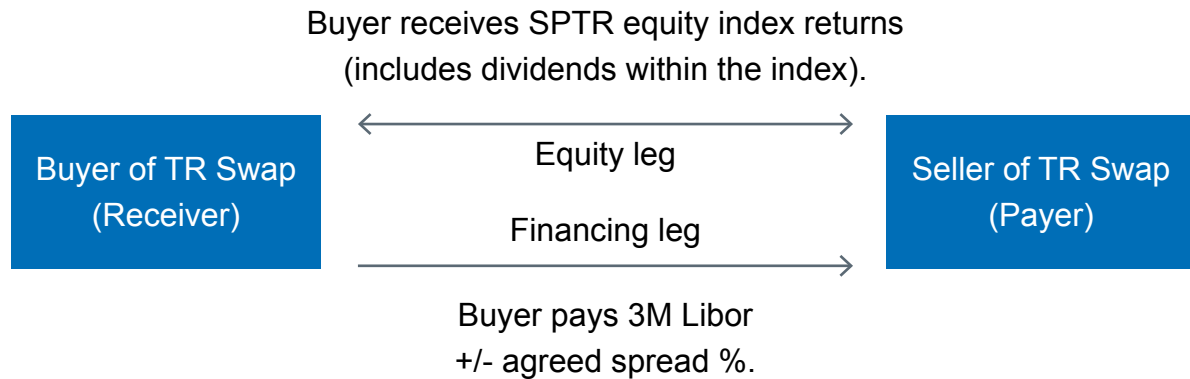 Buyer receives SPTR equity index returns
(includes dividends within the index).
Buyer of TR Swap
(Receiver)
Equity leg
Financing leg
Seller of TR Swap
(Payer)
Buyer pays 3M Libor
+/- agreed spread %.